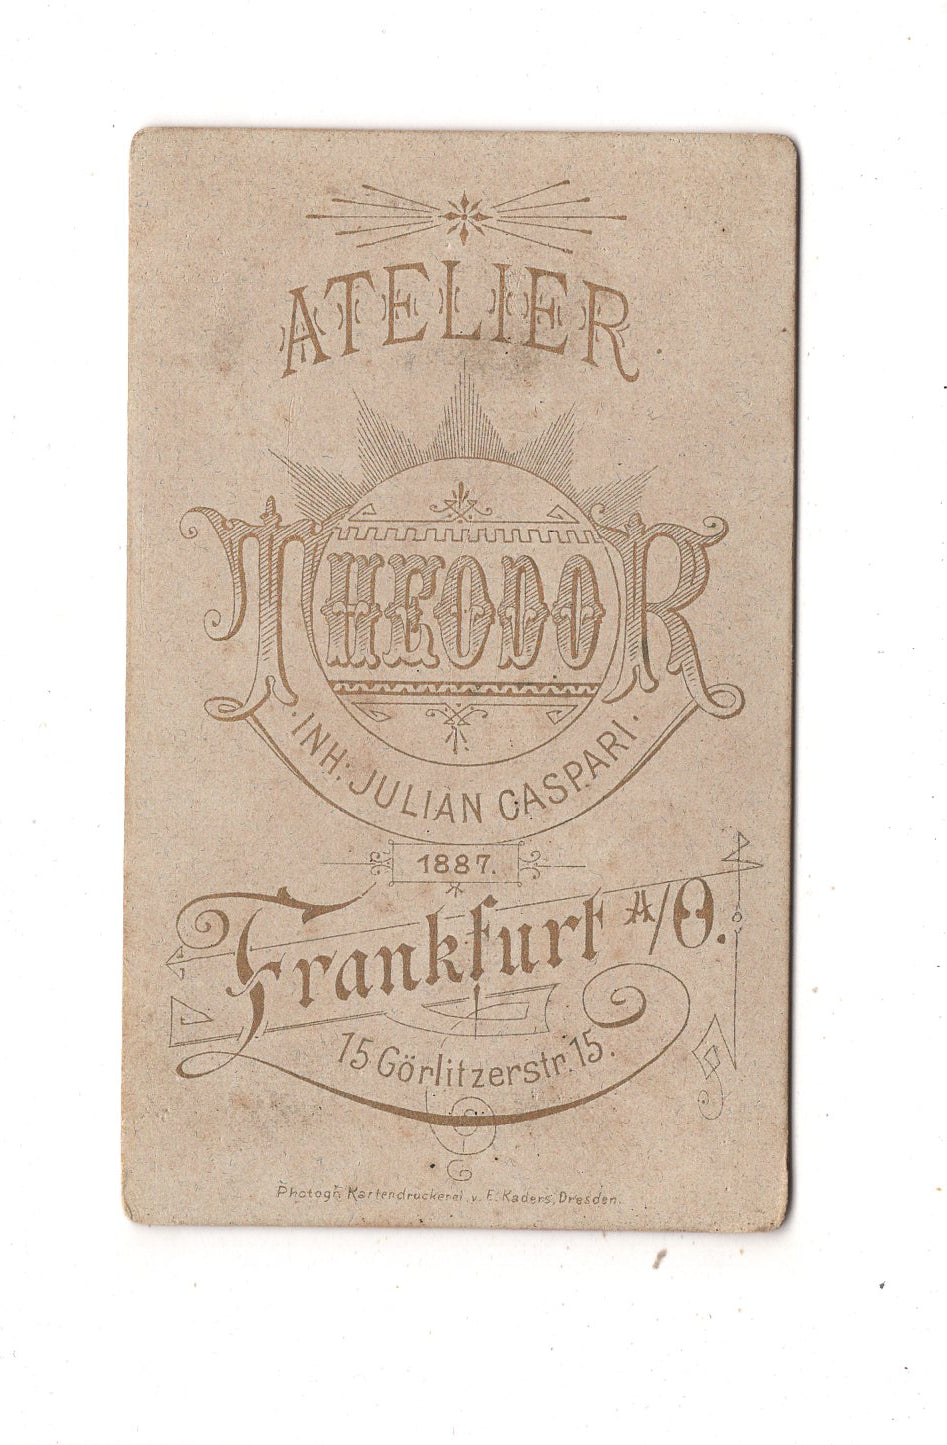 ATELIER
THEODOR
· INH: JULIAN CASPARI ·
1887.
Frankfurt A/O.
15 Görlitzerstr. 15.
Photogr. Kartendruckerei v. E. Kaders, Dresden.